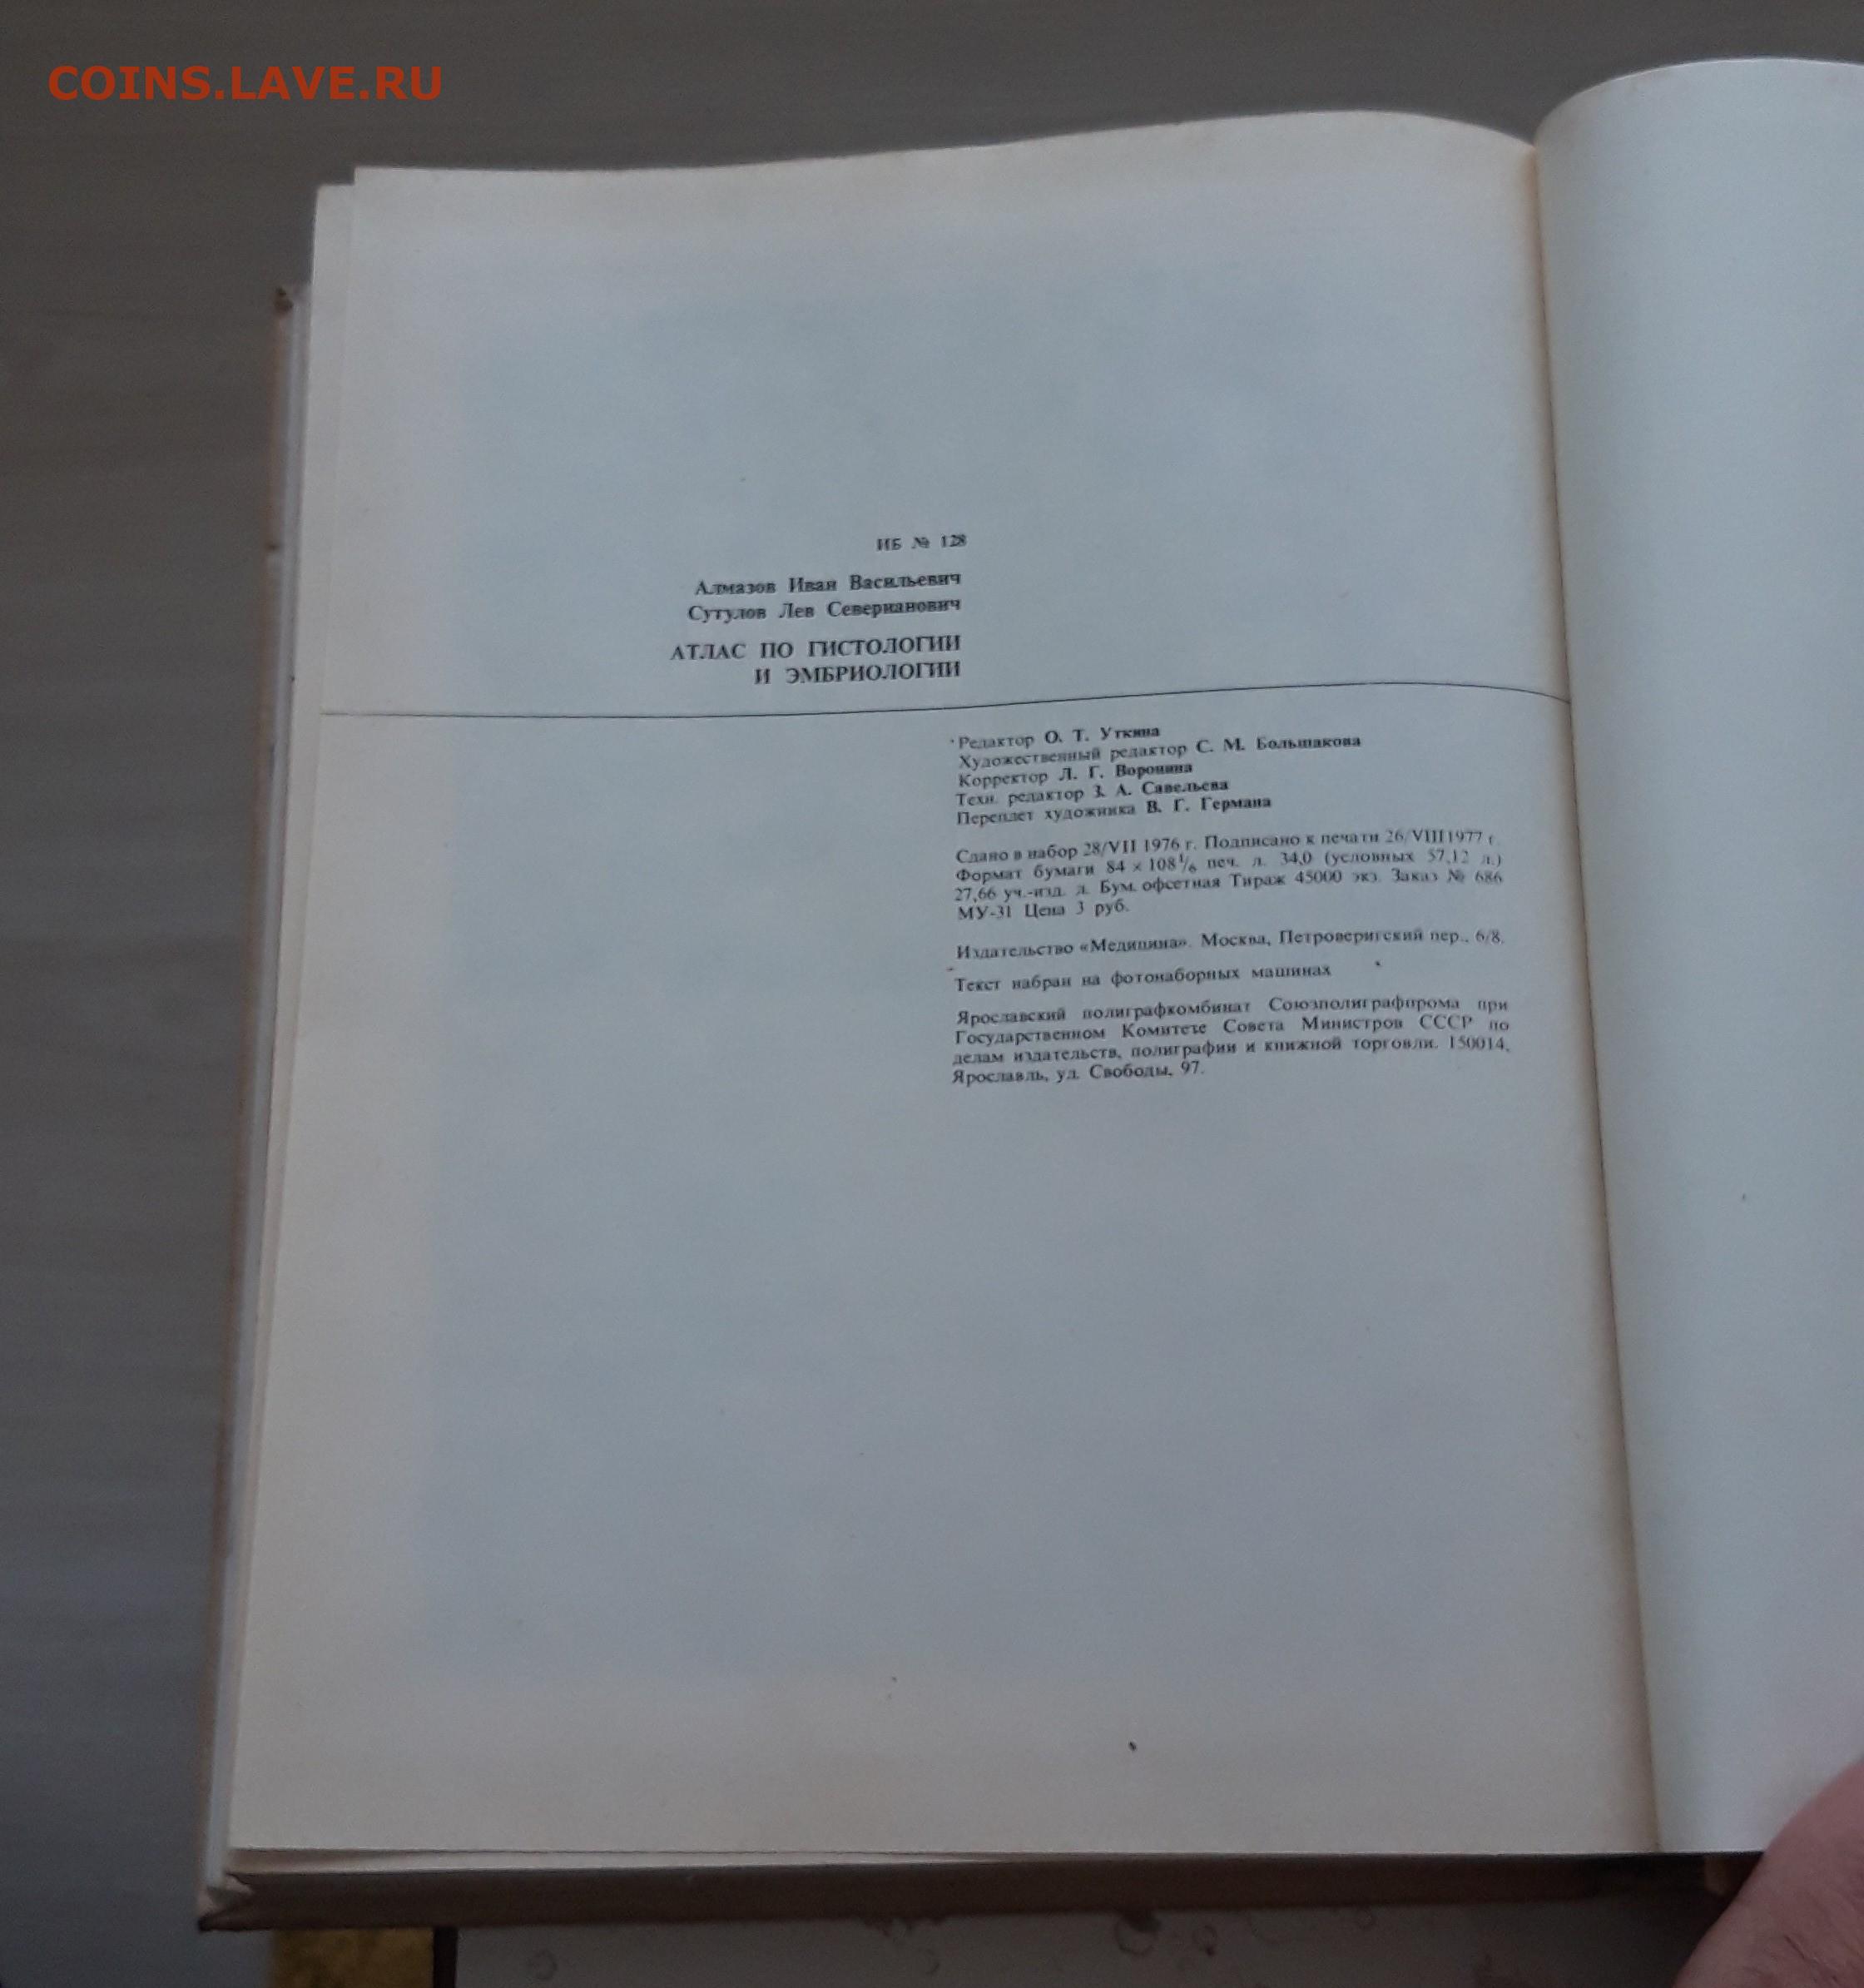 COINS.LAVE.RU
ИБ № 128
Алмазов Иван Васильевич
Сутулов Лев Северианович
АТЛАС ПО ГИСТОЛОГИИ
И ЭМБРИОЛОГИИ
Редактор О. Т. Уткина
Художественный редактор С. М. Большакова
Корректор Л. Г. Воронина
Техн. редактор З. А. Савельева
Переплет художника В. Г. Германа
Сдано в набор 28/VII 1976 г. Подписано к печати 26/VIII 1977 г.
Формат бумаги 84 × 108 1/6 печ. л. 34,0 (условных 57,12 л.)
27,66 уч.-изд. л. Бум. офсетная Тираж 45000 экз. Заказ № 686
МУ-31 Цена 3 руб.
Издательство «Медицина». Москва, Петроверигский пер., 6/8.
Текст набран на фотонаборных машинах
Ярославский полиграфкомбинат Союзполиграфпрома при
Государственном Комитете Совета Министров СССР по
делам издательств, полиграфии и книжной торговли. 150014,
Ярославль, ул. Свободы, 97.